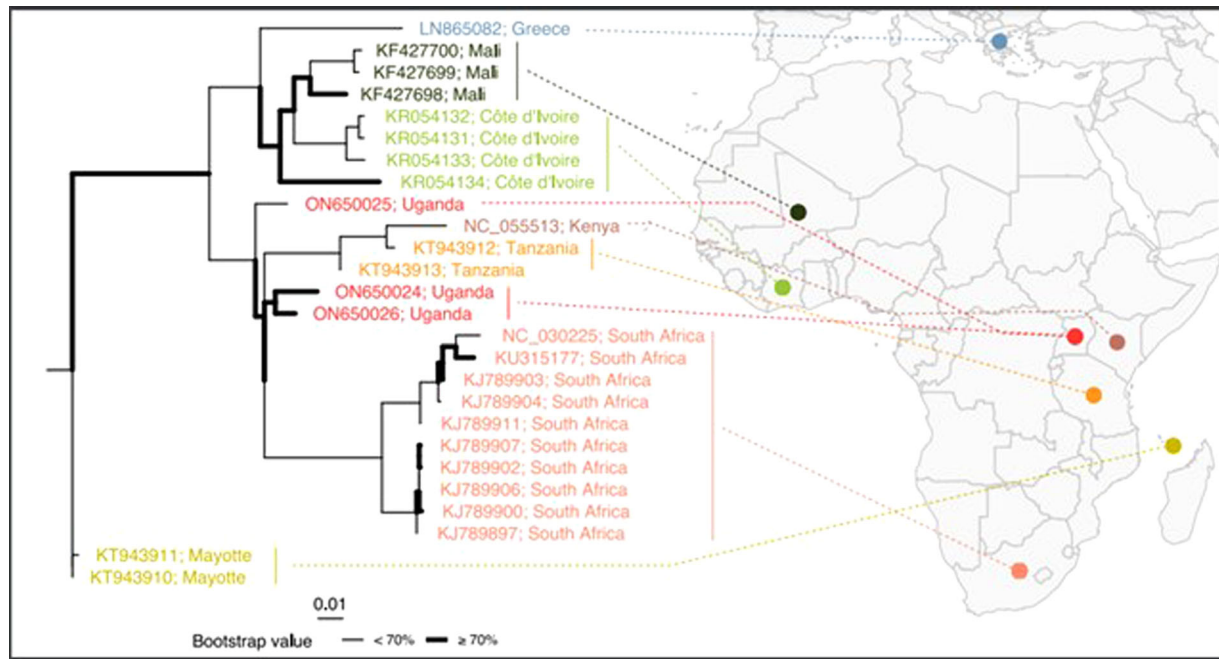 LN865082; Greece
KF427700; Mali
KF427699; Mali
KF427698; Mali
KR054132; Côte d'Ivoire
KR054131; Côte d'Ivoire
KR054133; Côte d'Ivoire
KR054134; Côte d'Ivoire
ON650025; Uganda
NC_055513; Kenya
KT943912; Tanzania
KT943913; Tanzania
ON650024; Uganda
ON650026; Uganda
NC_030225; South Africa
KU315177; South Africa
KJ789903; South Africa
KJ789904; South Africa
KJ789911; South Africa
KJ789907; South Africa
KJ789902; South Africa
KJ789906; South Africa
KJ789900; South Africa
KJ789897; South Africa
KT943911; Mayotte
KT943910; Mayotte
0.01
Bootstrap value < 70% ≥ 70%